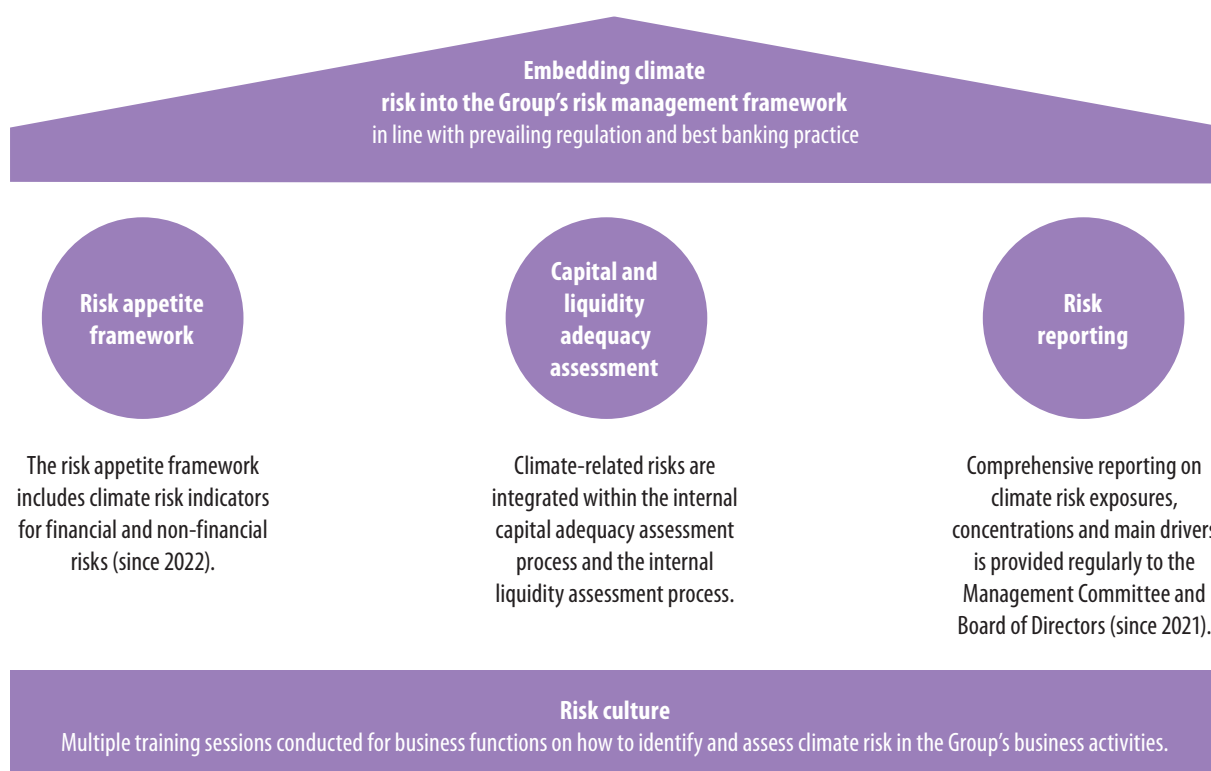 Embedding climate
risk into the Group’s risk management framework
in line with prevailing regulation and best banking practice
Risk appetite
framework
The risk appetite framework
includes climate risk indicators
for financial and non-financial
risks (since 2022).
Capital and
liquidity
adequacy
assessment
Climate-related risks are
integrated within the internal
capital adequacy assessment
process and the internal
liquidity assessment process.
Risk
reporting
Comprehensive reporting on
climate risk exposures,
concentrations and main drivers
is provided regularly to the
Management Committee and
Board of Directors (since 2021).
Risk culture
Multiple training sessions conducted for business functions on how to identify and assess climate risk in the Group’s business activities.